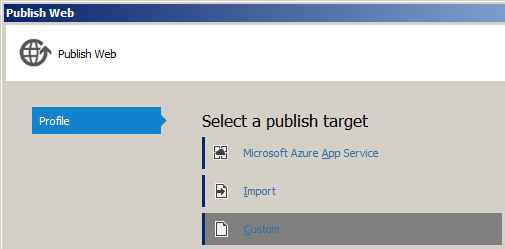 Publish Web
Publish Web
Profile
Select a publish target
Microsoft Azure App Service
Import
Custom